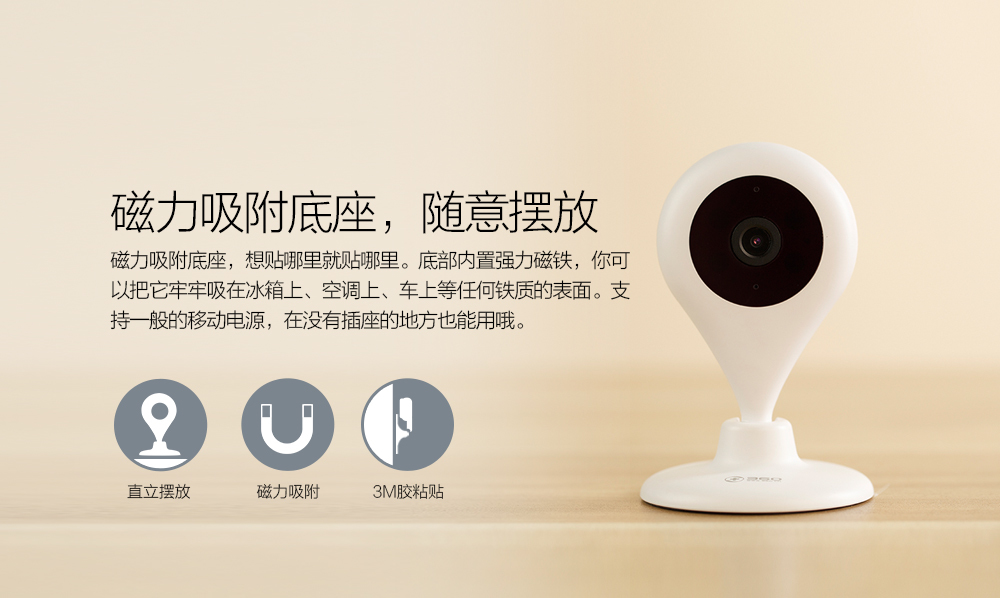 磁力吸附底座，随意摆放
磁力吸附底座，想贴哪里就贴哪里。底部内置强力磁铁，你可
以把它牢牢吸在冰箱上、空调上、车上等任何铁质的表面。支
持一般的移动电源，在没有插座的地方也能用哦。
直立摆放
磁力吸附
3M胶粘贴
360